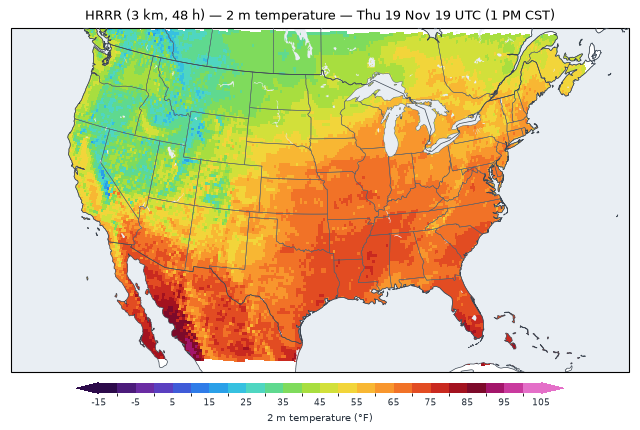 HRRR (3 km, 48 h) — 2 m temperature — Thu 19 Nov 19 UTC (1 PM CST)
-15 -5 5 15 25 35 45 55 65 75 85 95 105
2 m temperature (°F)